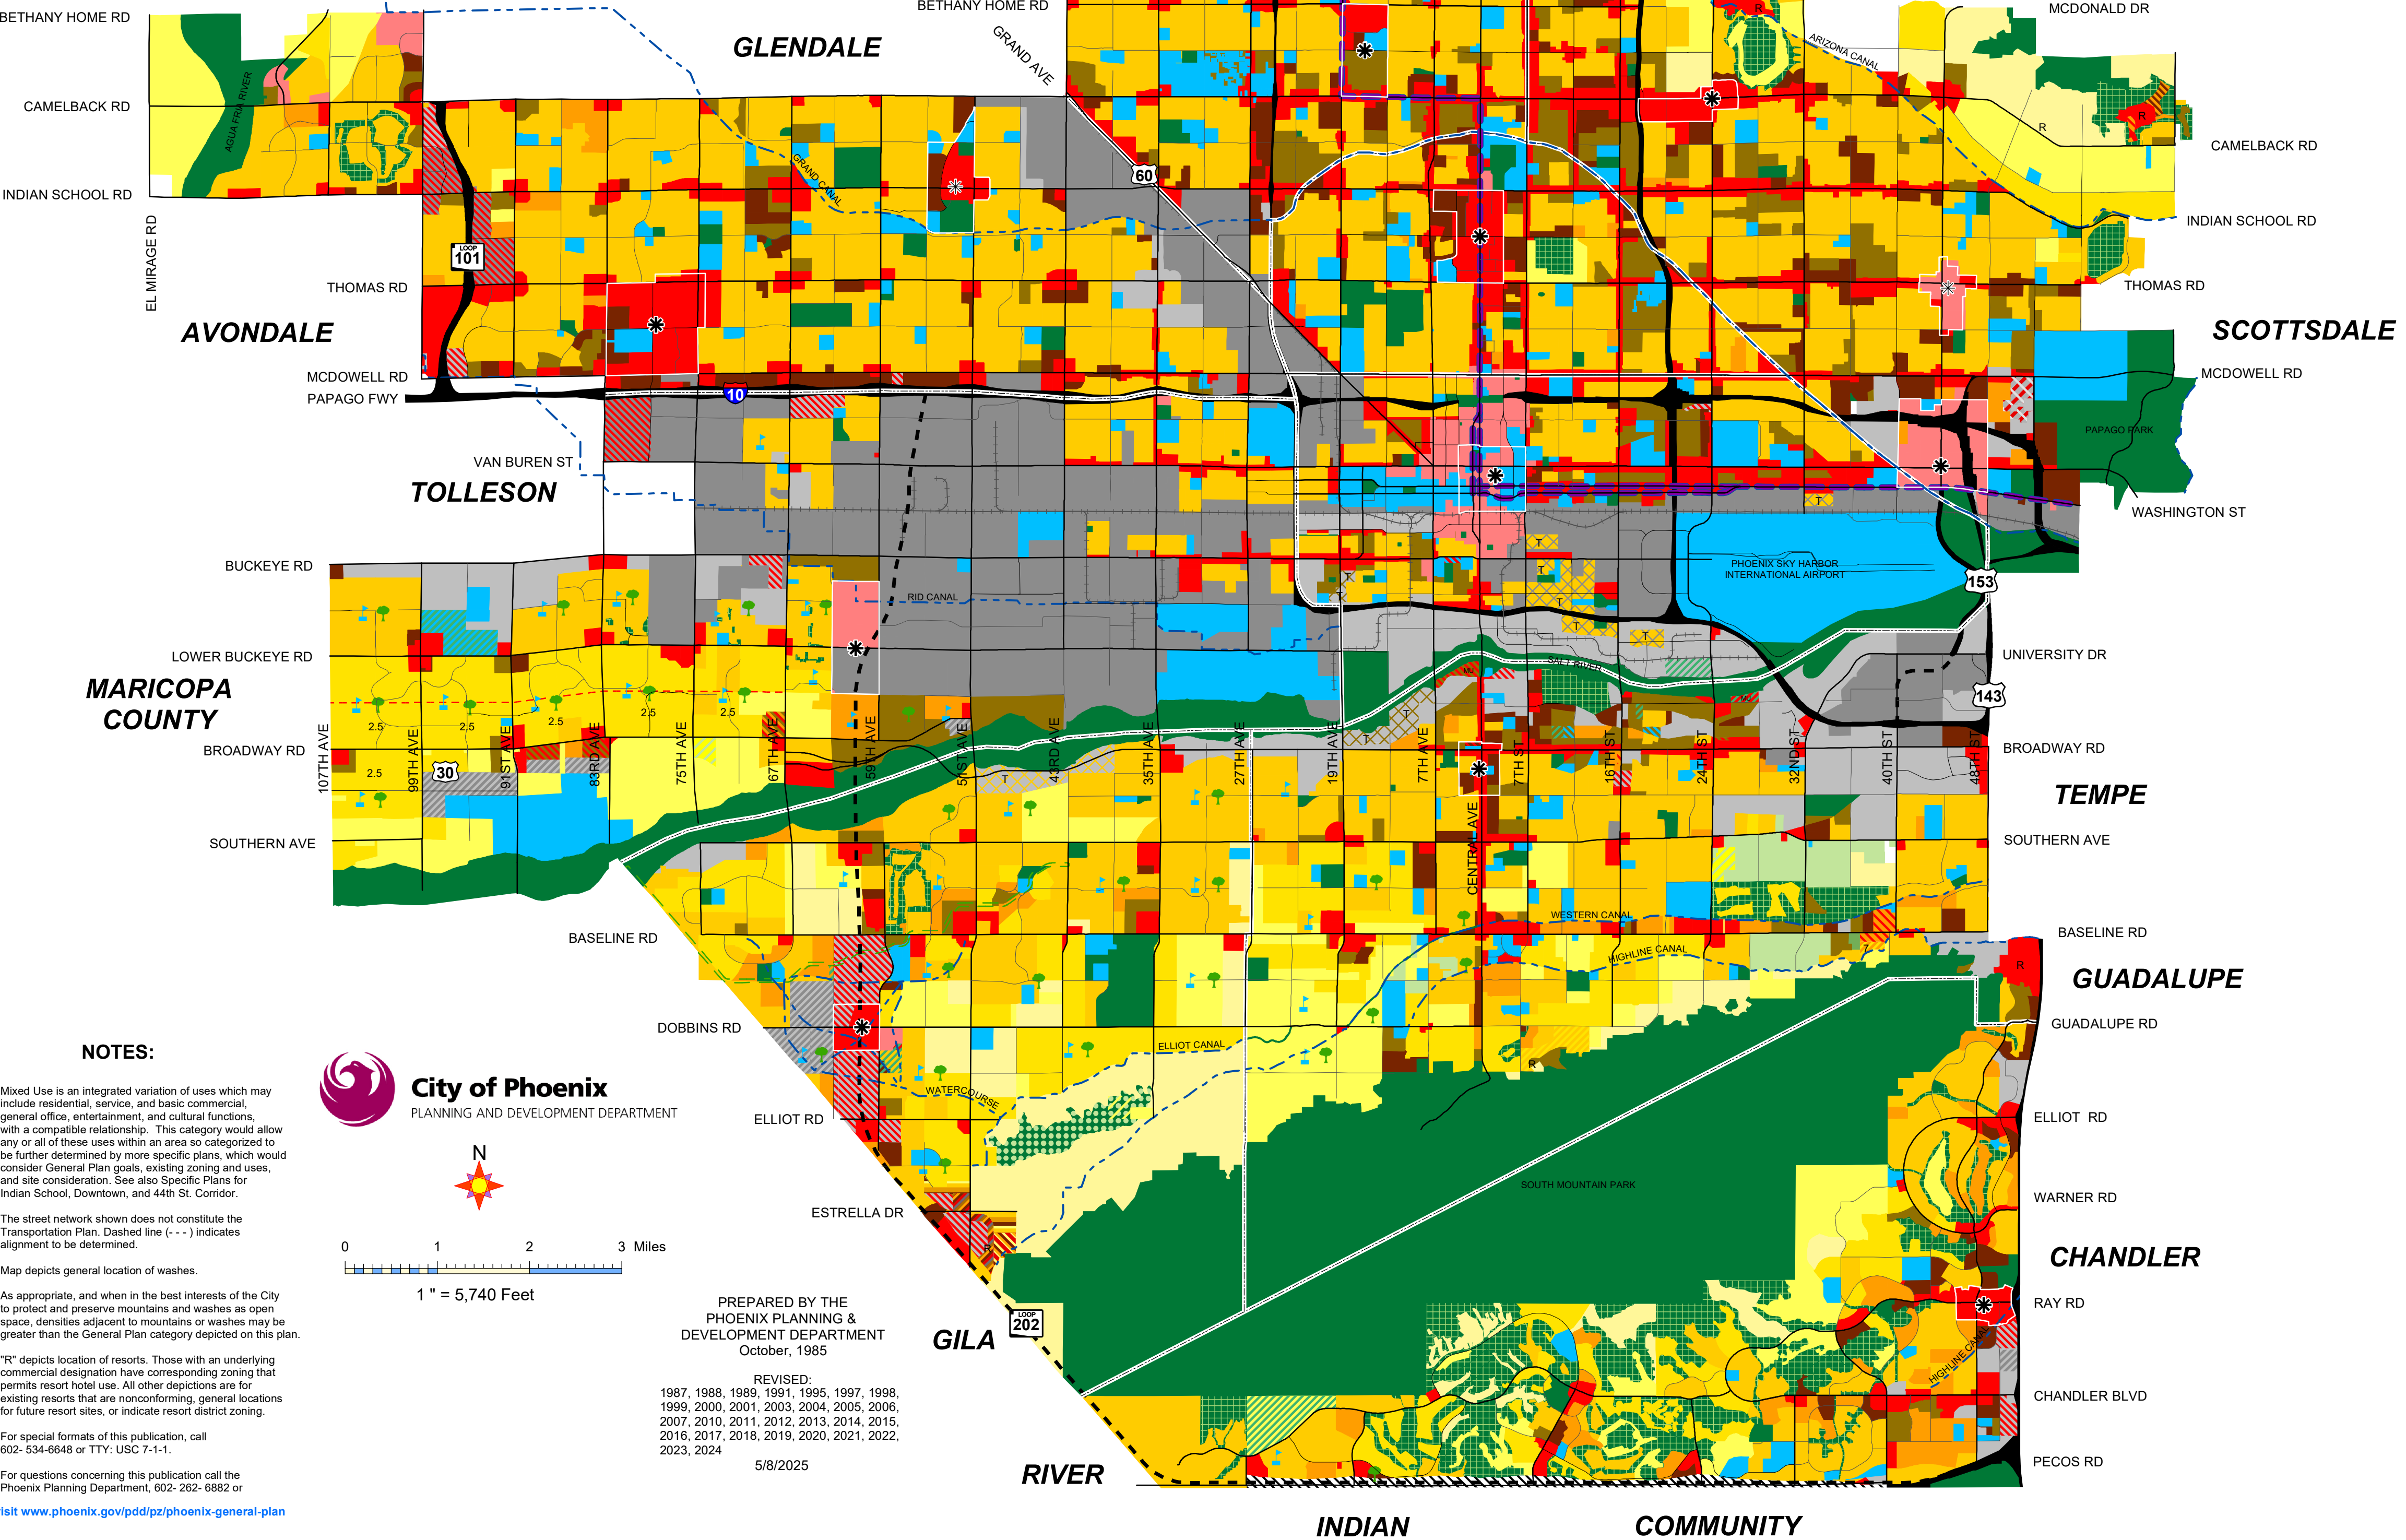 BETHANY HOME RD
BETHANY HOME RD
MCDONALD DR
GLENDALE
GRAND AVE
R
ARIZONA CANAL
CAMELBACK RD
AGUA FRIA RIVER
R
R
CAMELBACK RD
GRAND CANAL
60
INDIAN SCHOOL RD
INDIAN SCHOOL RD
EL MIRAGE RD
LOOP
101
THOMAS RD
THOMAS RD
AVONDALE
SCOTTSDALE
MCDOWELL RD
MCDOWELL RD
PAPAGO FWY
10
PAPAGO PARK
VAN BUREN ST
TOLLESON
T
WASHINGTON ST
BUCKEYE RD
T
PHOENIX SKY HARBOR
INTERNATIONAL AIRPORT
T
T
153
RID CANAL
T
T
T
T
LOWER BUCKEYE RD
UNIVERSITY DR
SALT RIVER
MU
MARICOPA
COUNTY
143
MU
2.5
2.5
2.5
2.5
2.5
T
T
107TH AVE
99TH AVE
91ST AVE
83RD AVE
75TH AVE
67TH AVE
59TH AVE
51ST AVE
43RD AVE
35TH AVE
27TH AVE
19TH AVE
7TH AVE
CENTRAL AVE
7TH ST
16TH ST
24TH ST
32ND ST
40TH ST
48TH ST
BROADWAY RD
BROADWAY RD
30
2.5
T
TEMPE
SOUTHERN AVE
SOUTHERN AVE
WESTERN CANAL
BASELINE RD
BASELINE RD
HIGHLINE CANAL
7
R
GUADALUPE
DOBBINS RD
GUADALUPE RD
ELLIOT CANAL
R
WATERCOURSE
ELLIOT RD
ELLIOT RD
SOUTH MOUNTAIN PARK
WARNER RD
ESTRELLA DR
R
CHANDLER
RAY RD
LOOP
202
GILA
HIGHLINE CANAL
CHANDLER BLVD
PECOS RD
RIVER
INDIAN
COMMUNITY
NOTES:
Mixed Use is an integrated variation of uses which may
include residential, service, and basic commercial,
general office, entertainment, and cultural functions,
with a compatible relationship. This category would allow
any or all of these uses within an area so categorized to
be further determined by more specific plans, which would
consider General Plan goals, existing zoning and uses,
and site consideration. See also Specific Plans for
Indian School, Downtown, and 44th St. Corridor.
The street network shown does not constitute the
Transportation Plan. Dashed line (- - - ) indicates
alignment to be determined.
Map depicts general location of washes.
As appropriate, and when in the best interests of the City
to protect and preserve mountains and washes as open
space, densities adjacent to mountains or washes may be
greater than the General Plan category depicted on this plan.
"R" depicts location of resorts. Those with an underlying
commercial designation have corresponding zoning that
permits resort hotel use. All other depictions are for
existing resorts that are nonconforming, general locations
for future resort sites, or indicate resort district zoning.
For special formats of this publication, call
602- 534-6648 or TTY: USC 7-1-1.
For questions concerning this publication call the
Phoenix Planning Department, 602- 262- 6882 or
isit www.phoenix.gov/pdd/pz/phoenix-general-plan
City of Phoenix
PLANNING AND DEVELOPMENT DEPARTMENT
N
0 1 2 3 Miles
1 " = 5,740 Feet
PREPARED BY THE
PHOENIX PLANNING &
DEVELOPMENT DEPARTMENT
October, 1985
REVISED:
1987, 1988, 1989, 1991, 1995, 1997, 1998,
1999, 2000, 2001, 2003, 2004, 2005, 2006,
2007, 2010, 2011, 2012, 2013, 2014, 2015,
2016, 2017, 2018, 2019, 2020, 2021, 2022,
2023, 2024
5/8/2025